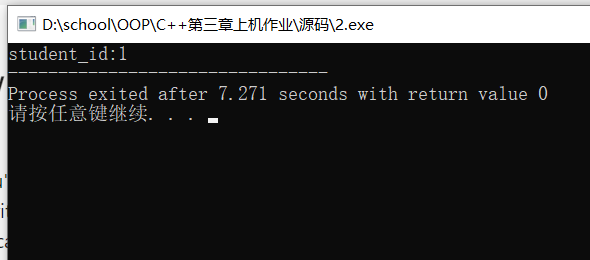 D:\school\OOP\C++第三章上机作业\源码\2.exe
student_id:1
--------------------------------
Process exited after 7.271 seconds with return value 0
请按任意键继续. . .